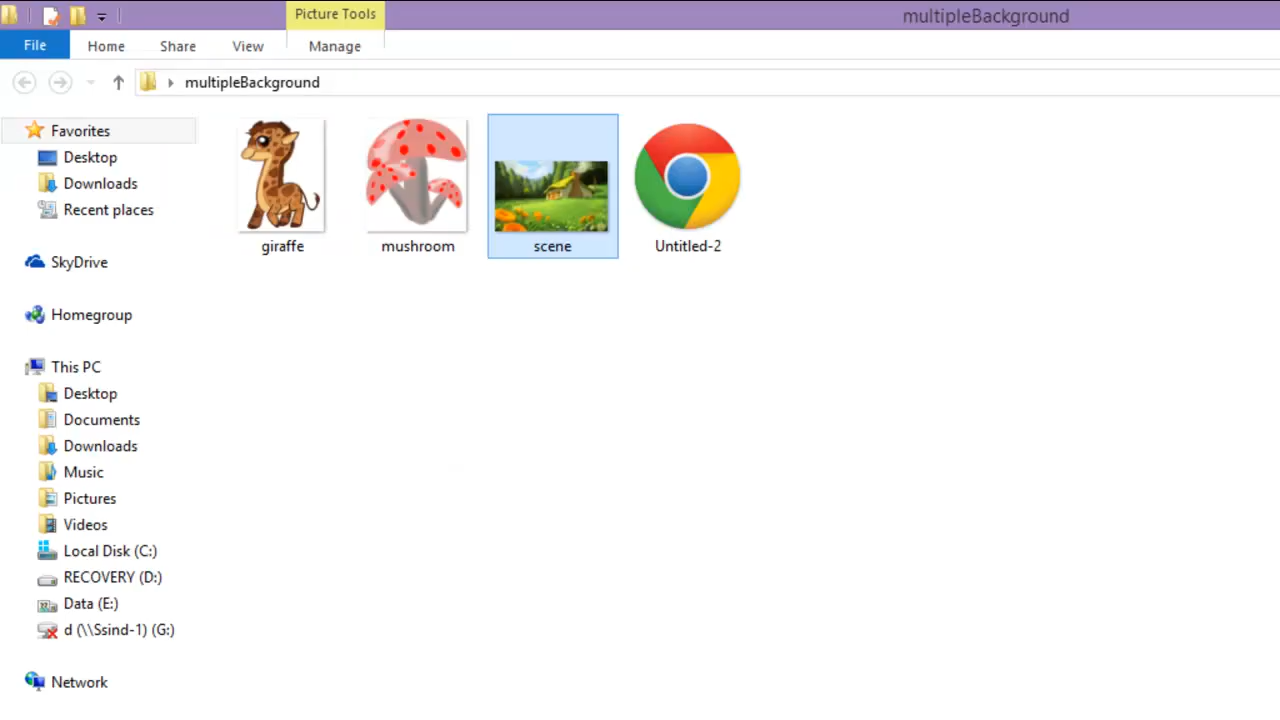 Picture Tools
multipleBackground
File
Home
Share
View
Manage
multipleBackground
Favorites
Desktop
Downloads
Recent places
SkyDrive
Homegroup
This PC
Desktop
Documents
Downloads
Music
Pictures
Videos
Local Disk (C:)
RECOVERY (D:)
Data (E:)
d (\\Ssind-1) (G:)
Network
giraffe
mushroom
scene
Untitled-2